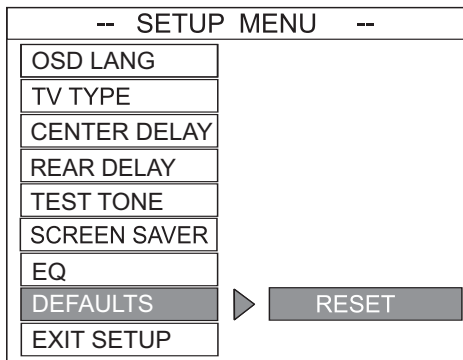 -- SETUP MENU --
OSD LANG
TV TYPE
CENTER DELAY
REAR DELAY
TEST TONE
SCREEN SAVER
EQ
DEFAULTS RESET
EXIT SETUP